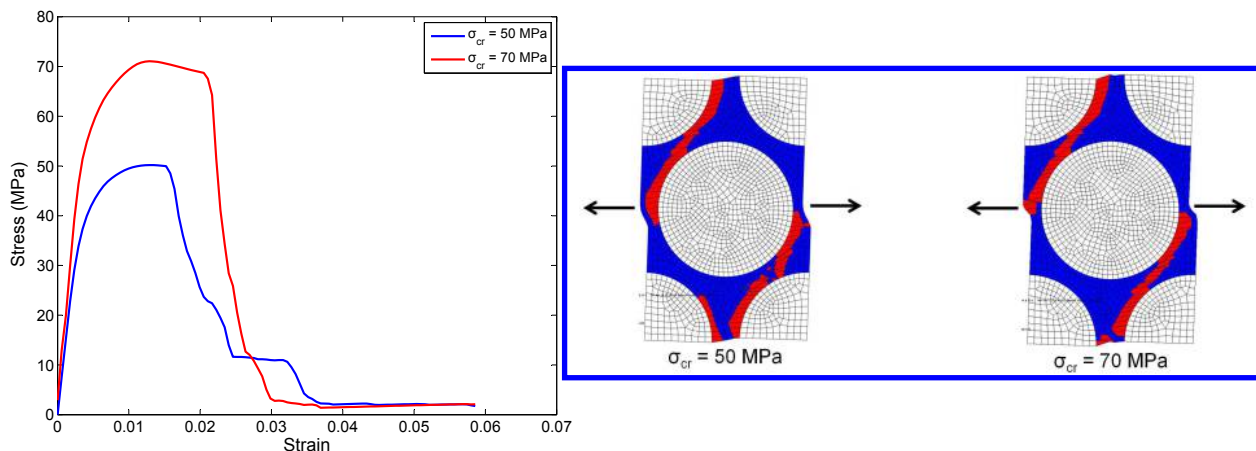 80
70
60
50
40
30
20
10
0
Stress (MPa)
0 0.01 0.02 0.03 0.04 0.05 0.06 0.07
Strain
σcr = 50 MPa
σcr = 70 MPa
σcr = 50 MPa
σcr = 70 MPa